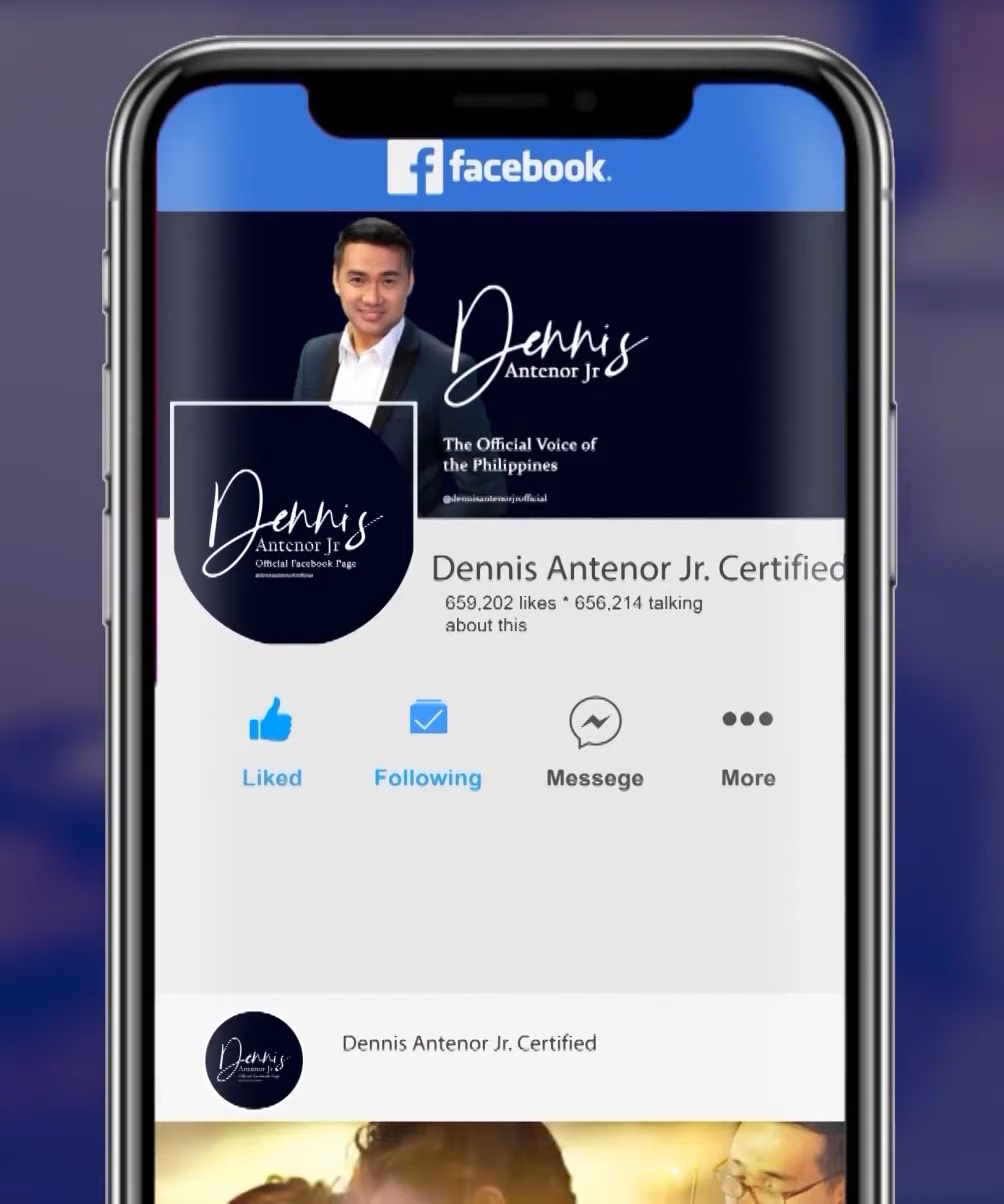 facebook.
Dennis
Antenor Jr
The Official Voice of
the Philippines
@dennisantenorjrofficial
Dennis
Antenor Jr
Official Facebook Page
Dennis Antenor Jr. Certified
659,202 likes * 656,214 talking
about this
Liked
Following
Messege
More
Dennis Antenor Jr. Certified
Dennis
Antenor Jr